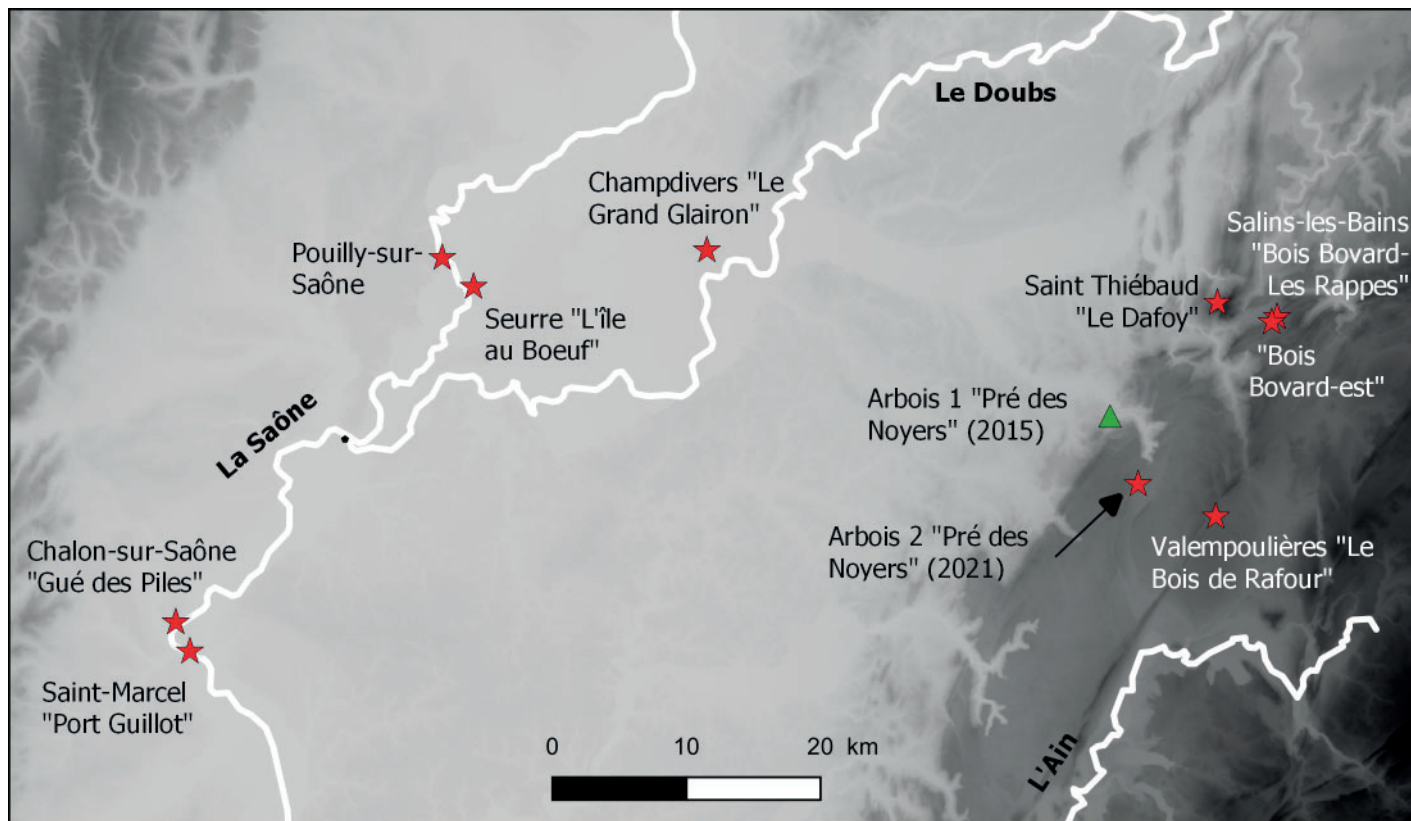 Le Doubs
Champdivers "Le
Grand Glairon"
Salins-les-Bains
"Bois Bovard-
Les Rappes"
Pouilly-sur-
Saône
Saint Thiébaud
"Le Dafoy"
Seurre "L'île
au Boeuf"
"Bois
Bovard-est"
Arbois 1 "Pré des
Noyers" (2015)
La Saône
Chalon-sur-Saône
"Gué des Piles"
Arbois 2 "Pré des
Noyers" (2021)
Valempoulières "Le
Bois de Rafour"
Saint-Marcel
"Port Guillot"
L'Ain
0 10 20 km